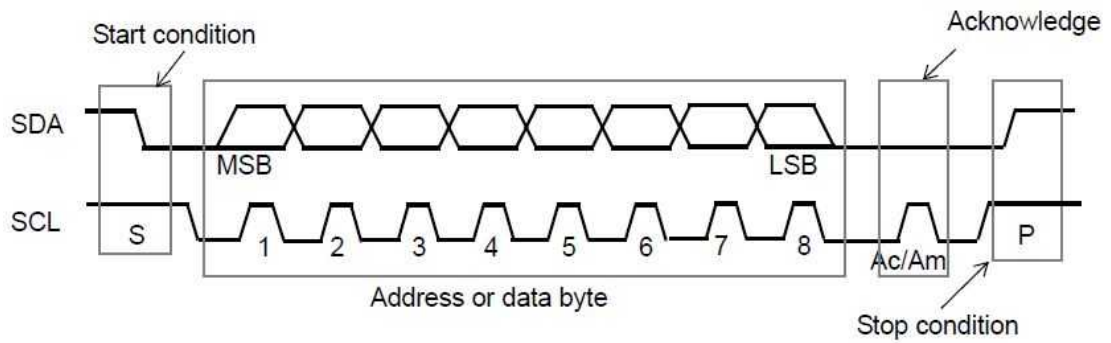 Acknowledge
Start condition
SDA
MSB LSB
SCL
S 1 2 3 4 5 6 7 8 Ac/Am P
Address or data byte
Stop condition